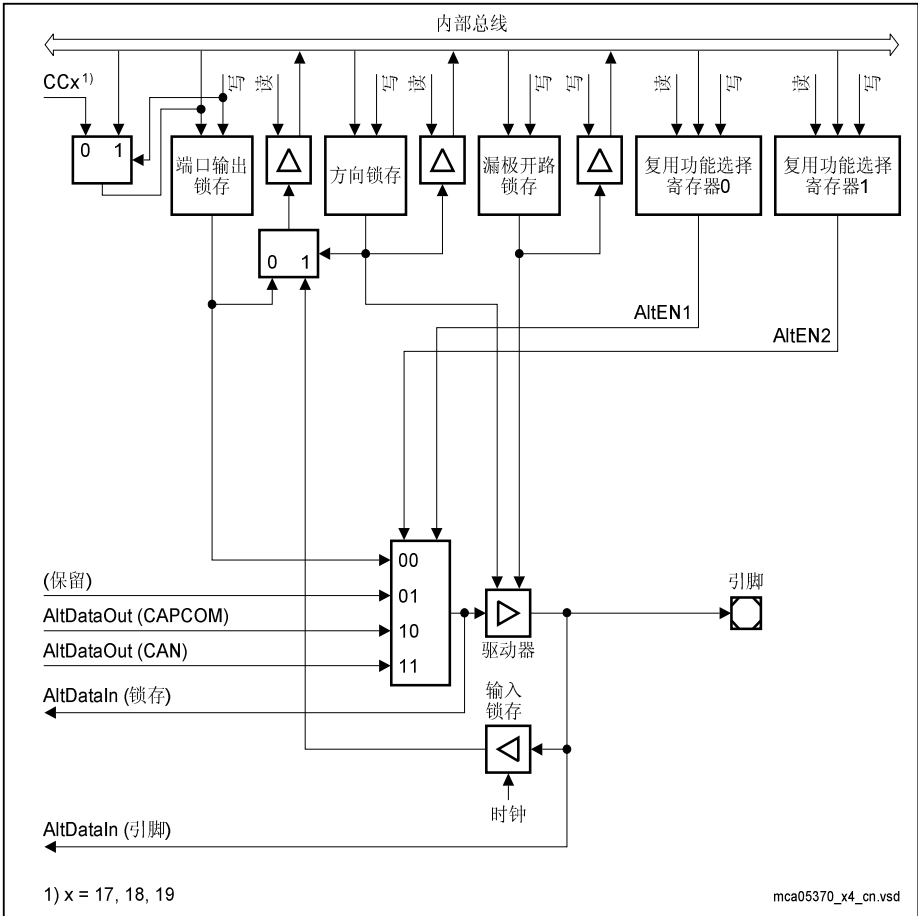 内部总线
CCx1)
写 读 写 读 写 写 读 写 读 写
0 1
端口输出
锁存
方向锁存
漏极开路
锁存
复用功能选择
寄存器0
复用功能选择
寄存器1
0 1
AltEN1
AltEN2
00
(保留)
01
引脚
AltDataOut (CAPCOM)
10
AltDataOut (CAN)
11
驱动器
AltDataIn (锁存)
输入
锁存
时钟
AltDataIn (引脚)
1) x = 17, 18, 19
mca05370_x4_cn.vsd